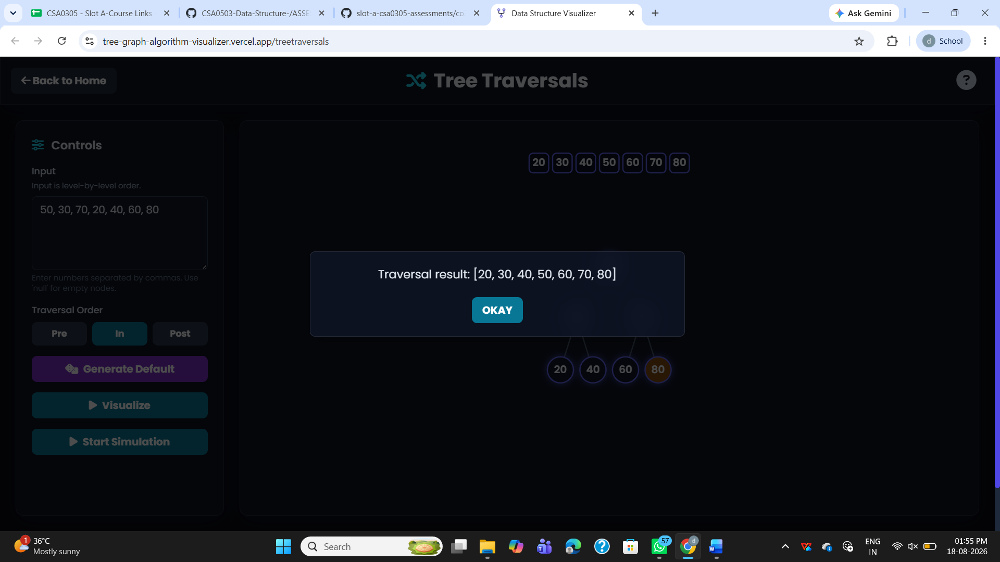 CSA0305 - Slot A-Course Links
CSA0503-Data-Structure-/ASSE
slot-a-csa0305-assessments/co
Data Structure Visualizer
Ask Gemini
tree-graph-algorithm-visualizer.vercel.app/treetraversals
d
School
Back to Home
Tree Traversals
?
Controls
Input
Input is level-by-level order.
50, 30, 70, 20, 40, 60, 80
Enter numbers separated by commas. Use
'null' for empty nodes.
Traversal Order
Pre
In
Post
Generate Default
Visualize
Start Simulation
20 30 40 50 60 70 80
Traversal result: [20, 30, 40, 50, 60, 70, 80]
OKAY
20 40 60 80
1
36°C
Mostly sunny
Search
57
d
ENG
IN
01:55 PM
18-08-2026